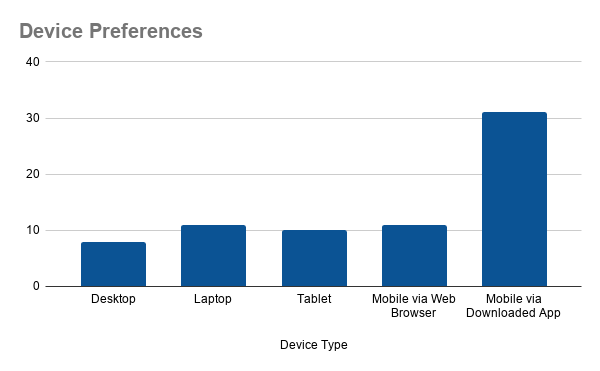 Device Preferences
40
30
20
10
0
Desktop
Laptop
Tablet
Mobile via Web
Browser
Mobile via
Downloaded App
Device Type